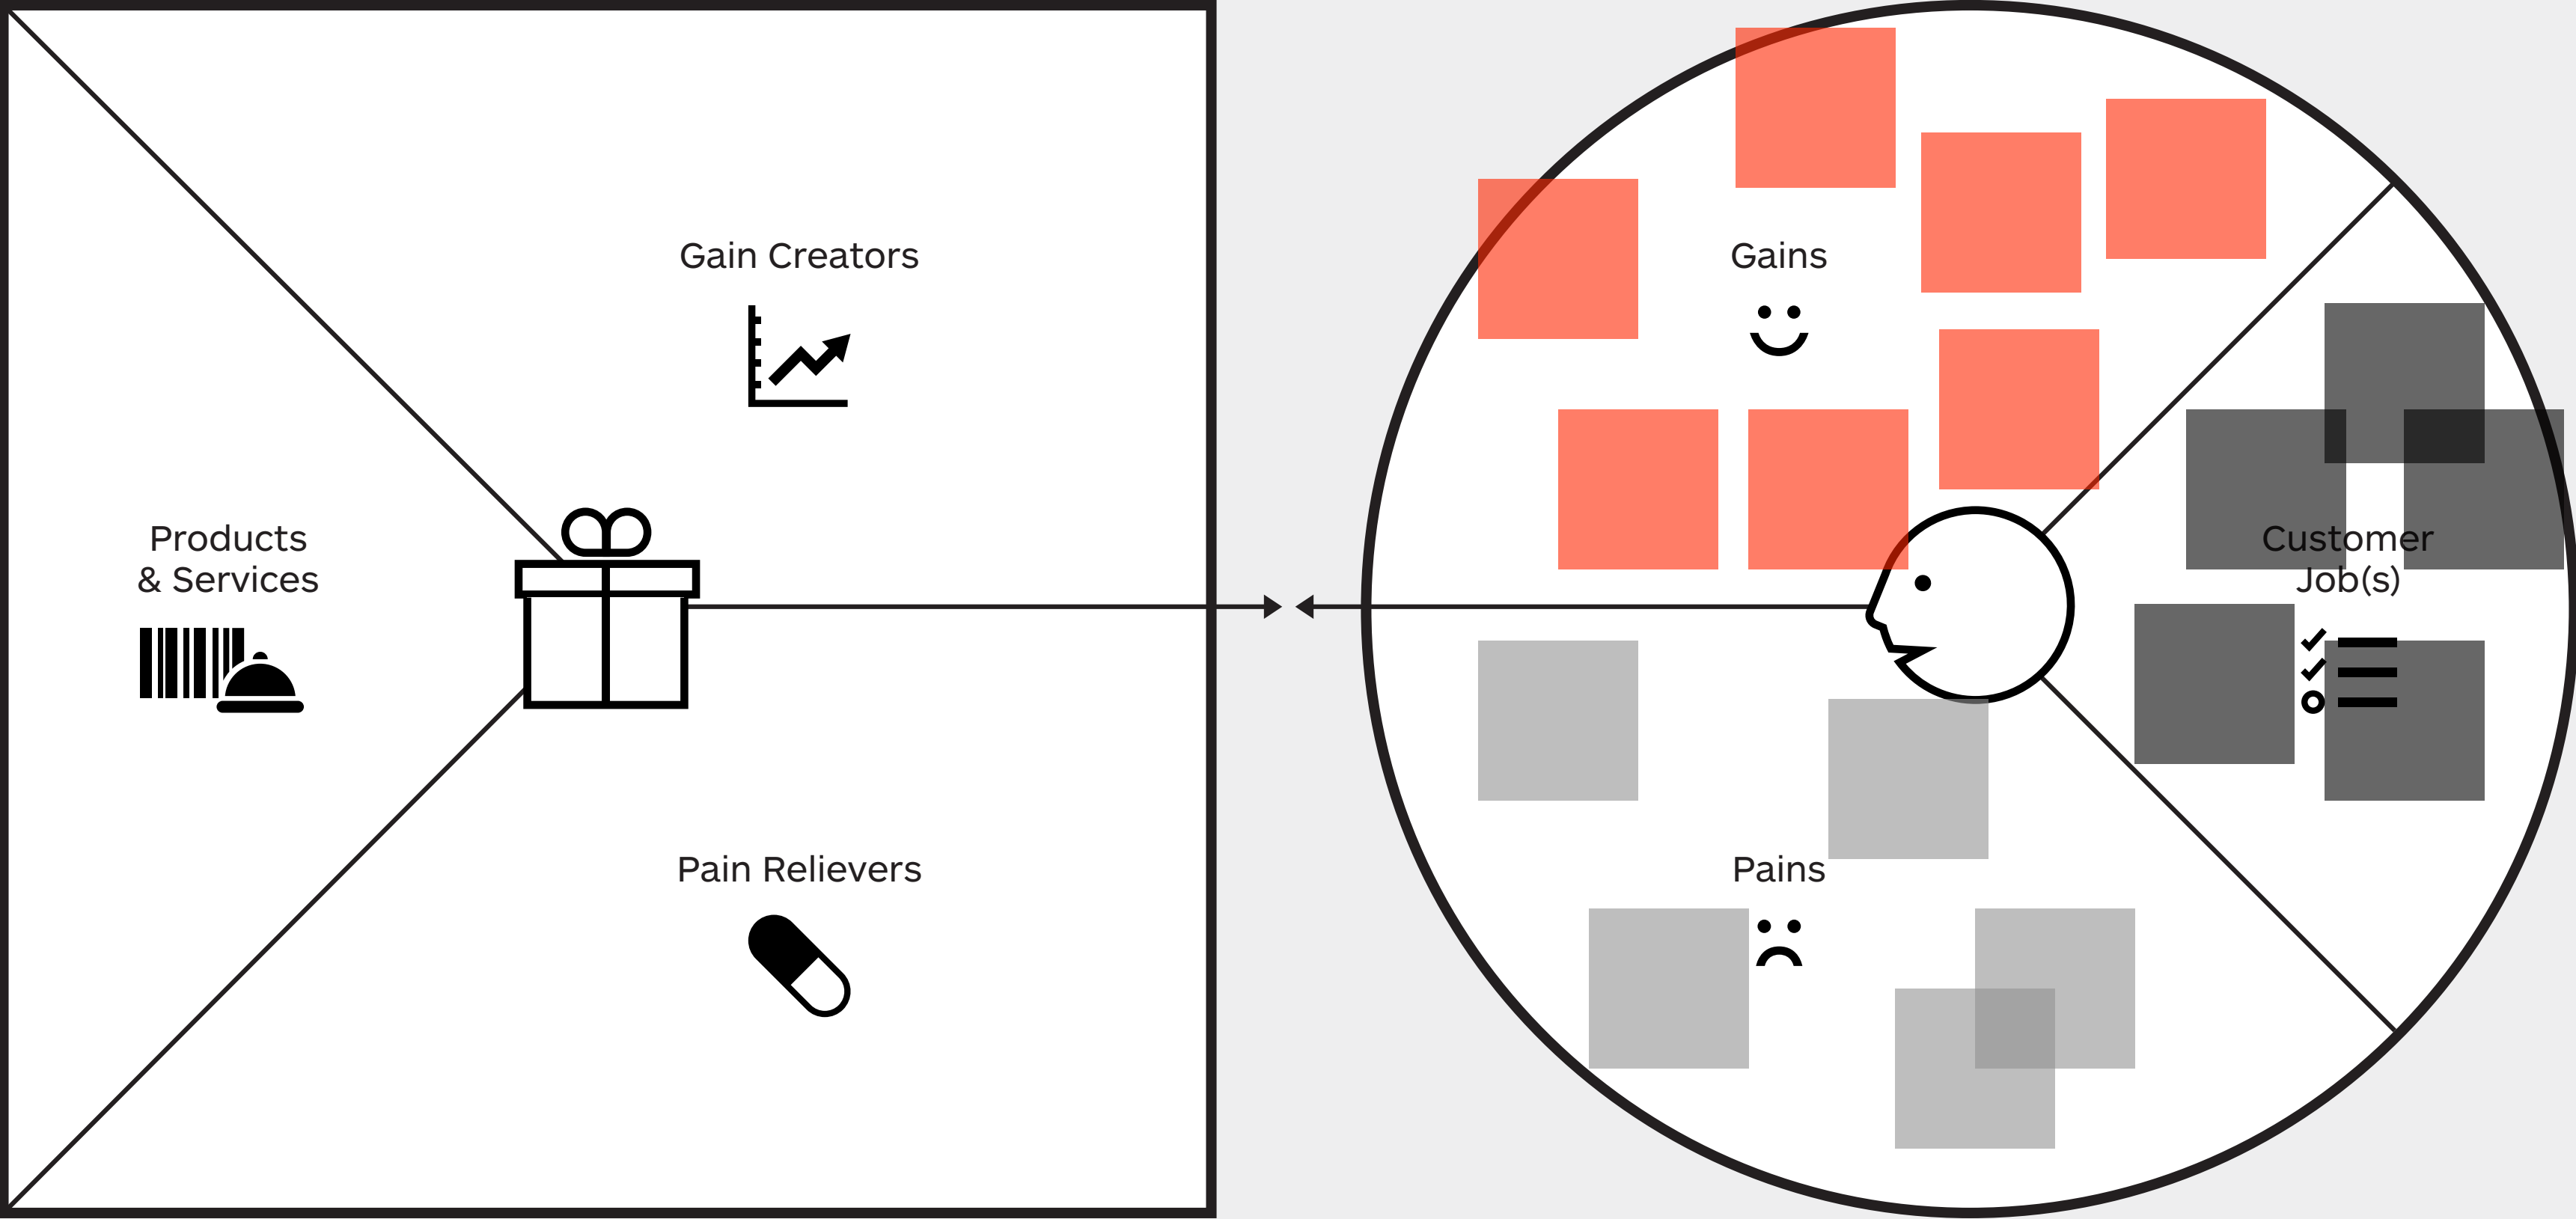 Gain Creators
Products
& Services
Pain Relievers
Gains
Customer
Job(s)
Pains